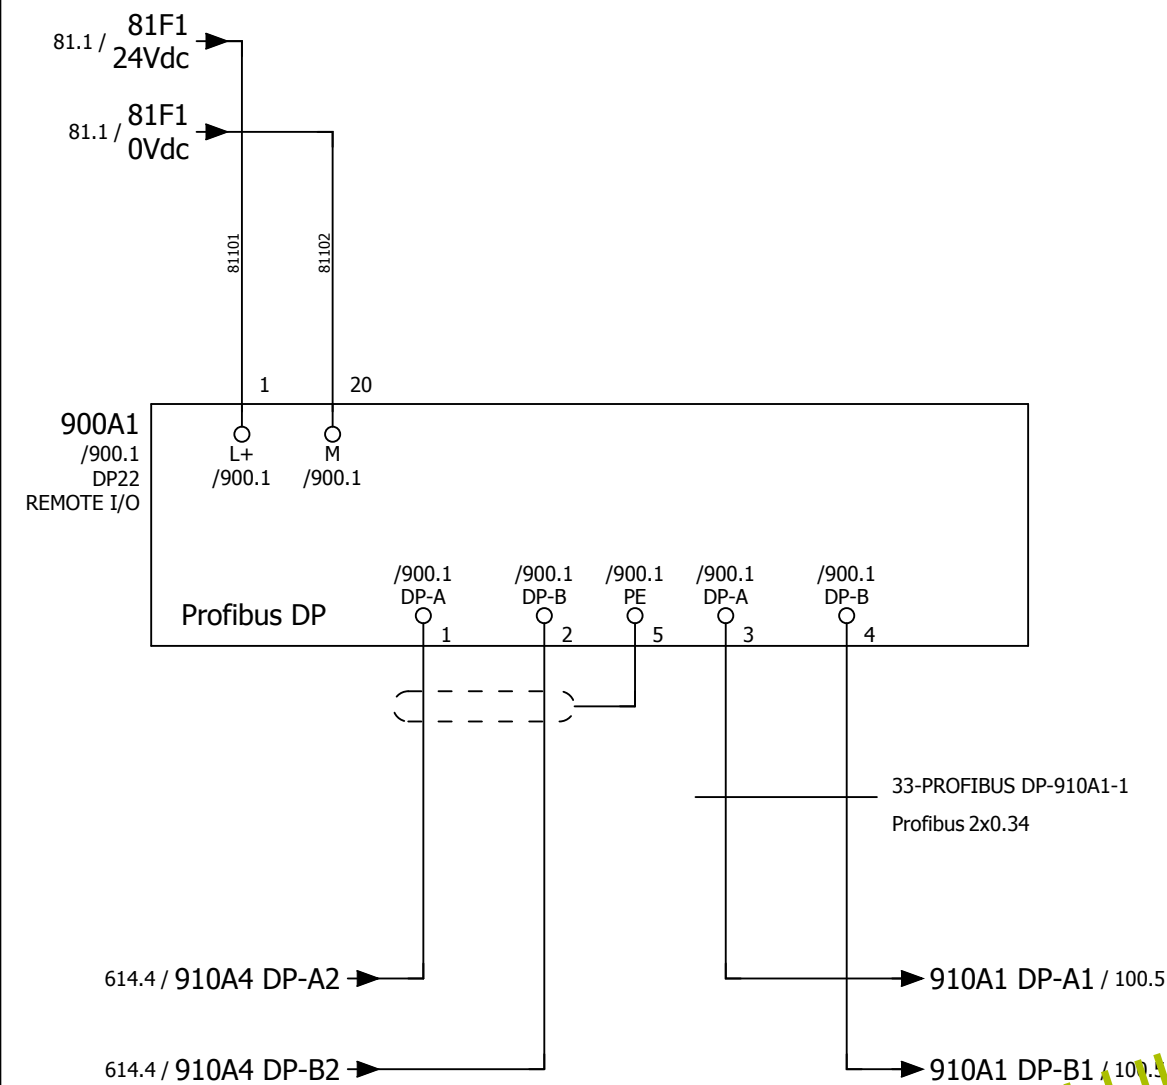 81.1 / 81F1
24Vdc
81.1 / 81F1
0Vdc
81101
81102
1
20
900A1
/900.1
DP22
REMOTE I/O
L+
/900.1
M
/900.1
/900.1
DP-A
/900.1
DP-B
/900.1
PE
/900.1
DP-A
/900.1
DP-B
Profibus DP
1
2
5
3
4
33-PROFIBUS DP-910A1-1
Profibus 2x0.34
614.4 / 910A4 DP-A2
910A1 DP-A1 / 100.5
614.4 / 910A4 DP-B2
910A1 DP-B1 / 100.5